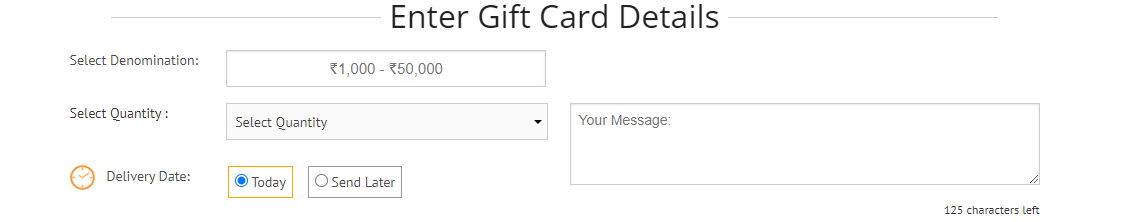 Enter Gift Card Details
Select Denomination:
₹1,000 - ₹50,000
Select Quantity :
Select Quantity
Your Message:
Delivery Date:
Today
Send Later
125 characters left